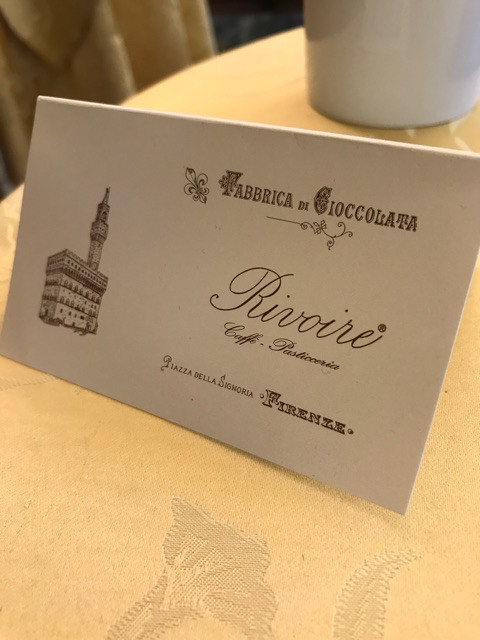 Fabbrica di Cioccolata
Rivoire®
Caffè - Pasticceria
Piazza della Signoria ·Firenze·